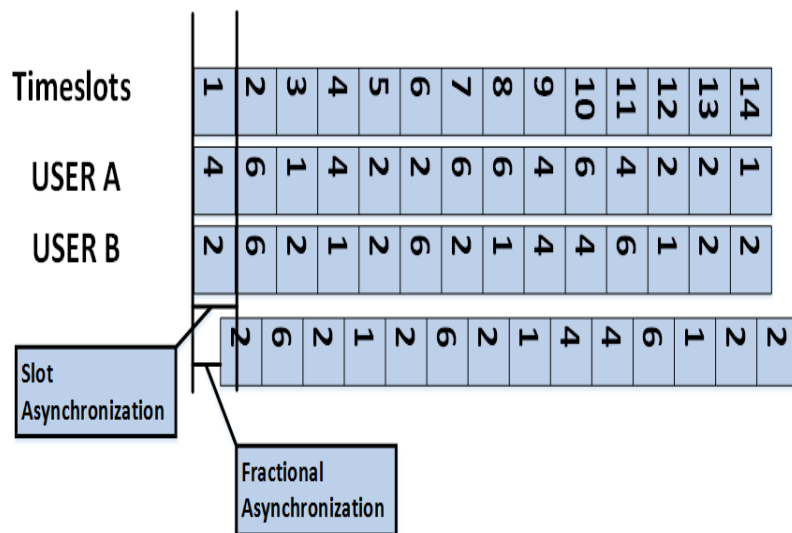 Timeslots 1 2 3 4 5 6 7 8 9 10 11 12 13 14
USER A 4 6 1 4 2 2 6 6 4 6 4 2 2 1
USER B 2 6 2 1 2 6 2 1 4 4 6 1 2 2
2 6 2 1 2 6 2 1 4 4 6 1 2 2
Slot
Asynchronization
Fractional
Asynchronization